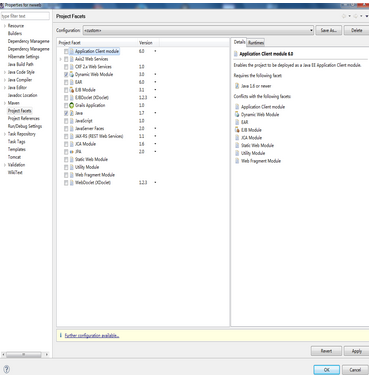 Properties for nweals
type filter text
Resource
Builders
Dependency Manageme
Dependency Manageme
Hibernate Settings
Java Build Path
Java Code Style
Java Compiler
Java Editor
Javadoc Location
Maven
Project Facets
Project References
Run/Debug Settings
Task Repository
Task Tags
Templates
Tomcat
Validation
WikiText
Project Facets
Configuration: <custom>
Save As...
Delete
Project Facet Version
Application Client module 6.0
Axis2 Web Services
CXF 2.x Web Services 1.0
Dynamic Web Module 3.0
EAR 6.0
EJB Module 3.1
EJBDoclet (XDoclet) 1.2.3
Grails Application 1.0
Java 1.7
JavaScript 1.0
JavaServer Faces 2.0
JAX-RS (REST Web Services) 1.1
JCA Module 1.6
JPA 2.0
Static Web Module
Utility Module
Web Fragment Module
WebDoclet (XDoclet) 1.2.3
Details Runtimes
Application Client module 6.0
Enables the project to be deployed as a Java EE Application Client module.
Requires the following facet:
Java 1.6 or newer
Conflicts with the following facets:
Application Client module
Dynamic Web Module
EAR
EJB Module
JCA Module
Static Web Module
Utility Module
Web Fragment Module
Further configuration available...
Revert
Apply
OK
Cancel